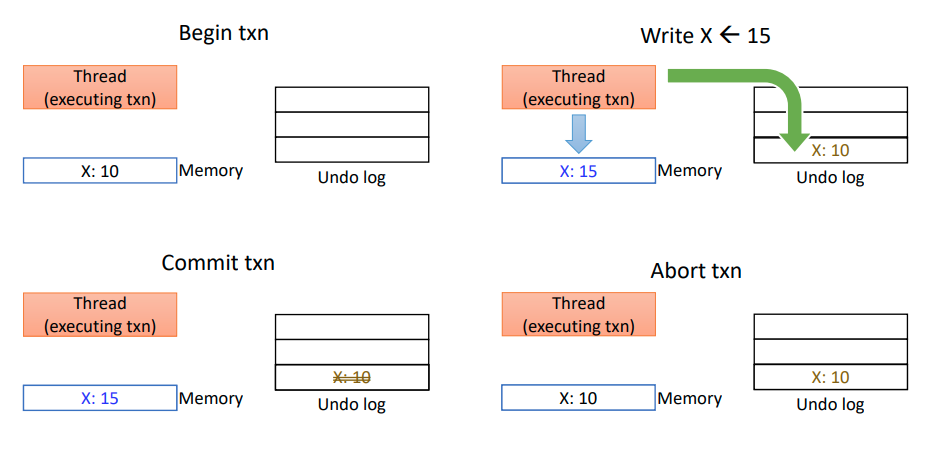 Begin txn
Thread
(executing txn)
X: 10
Memory
Undo log
Write X ← 15
Thread
(executing txn)
X: 10
X: 15
Memory
Undo log
Commit txn
Thread
(executing txn)
X: 10
X: 15
Memory
Undo log
Abort txn
Thread
(executing txn)
X: 10
X: 10
Memory
Undo log